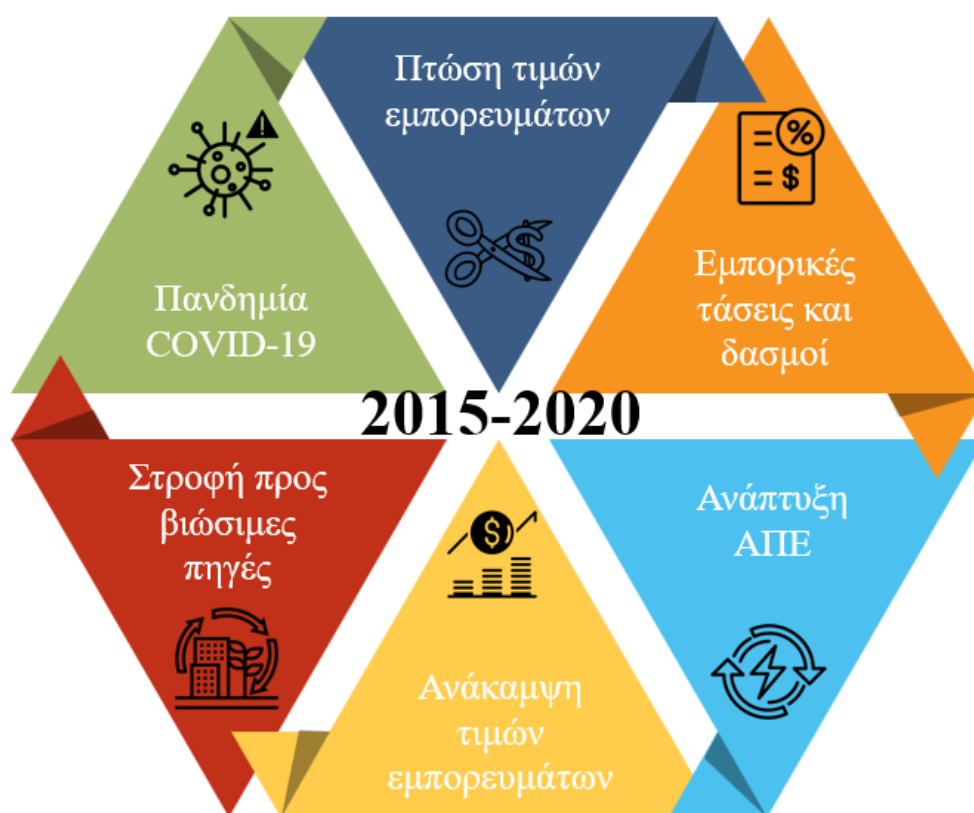 Πτώση τιμών
εμπορευμάτων
%
$
Εμπορικές
τάσεις και
δασμοί
Πανδημία
COVID-19
$
2015-2020
Στροφή προς
βιώσιμες
πηγές
$
Ανάπτυξη
ΑΠΕ
Ανάκαμψη
τιμών
εμπορευμάτων